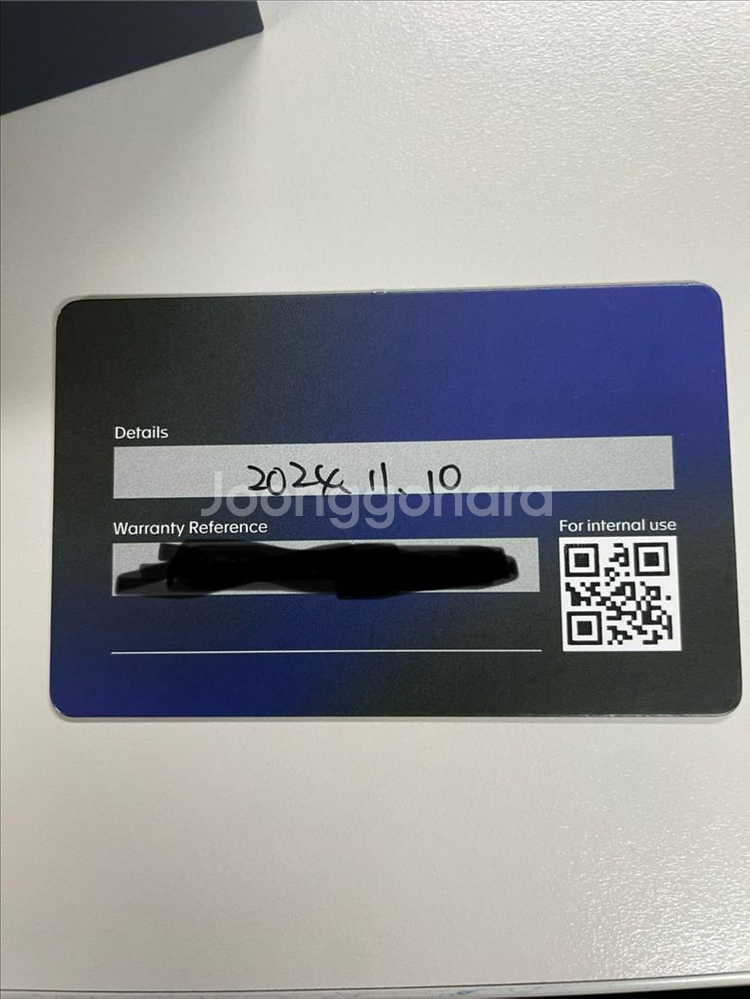 Details
2024. 11. 10
Joonggonara
Warranty Reference
For internal use